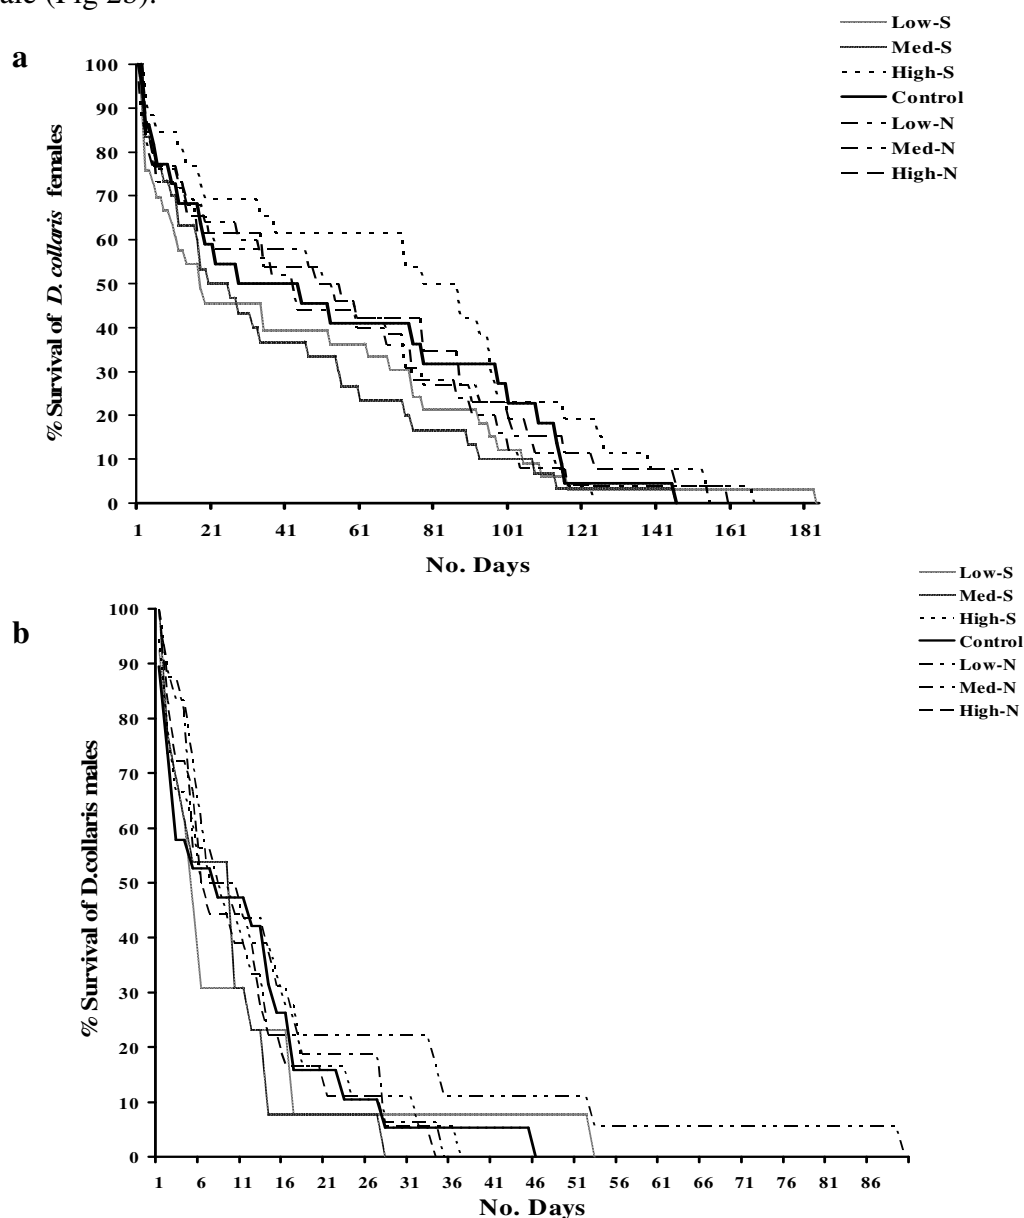 ale (Fig 2b).
Low-S
Med-S
High-S
Control
Low-N
Med-N
High-N
a
100
90
80
70
60
50
40
30
20
10
0
% Survival of D. collaris females
1 21 41 61 81 101 121 141 161 181
No. Days
Low-S
Med-S
High-S
Control
Low-N
Med-N
High-N
b
100
90
80
70
60
50
40
30
20
10
0
% Survival of D.collaris males
1 6 11 16 21 26 31 36 41 46 51 56 61 66 71 76 81 86
No. Days